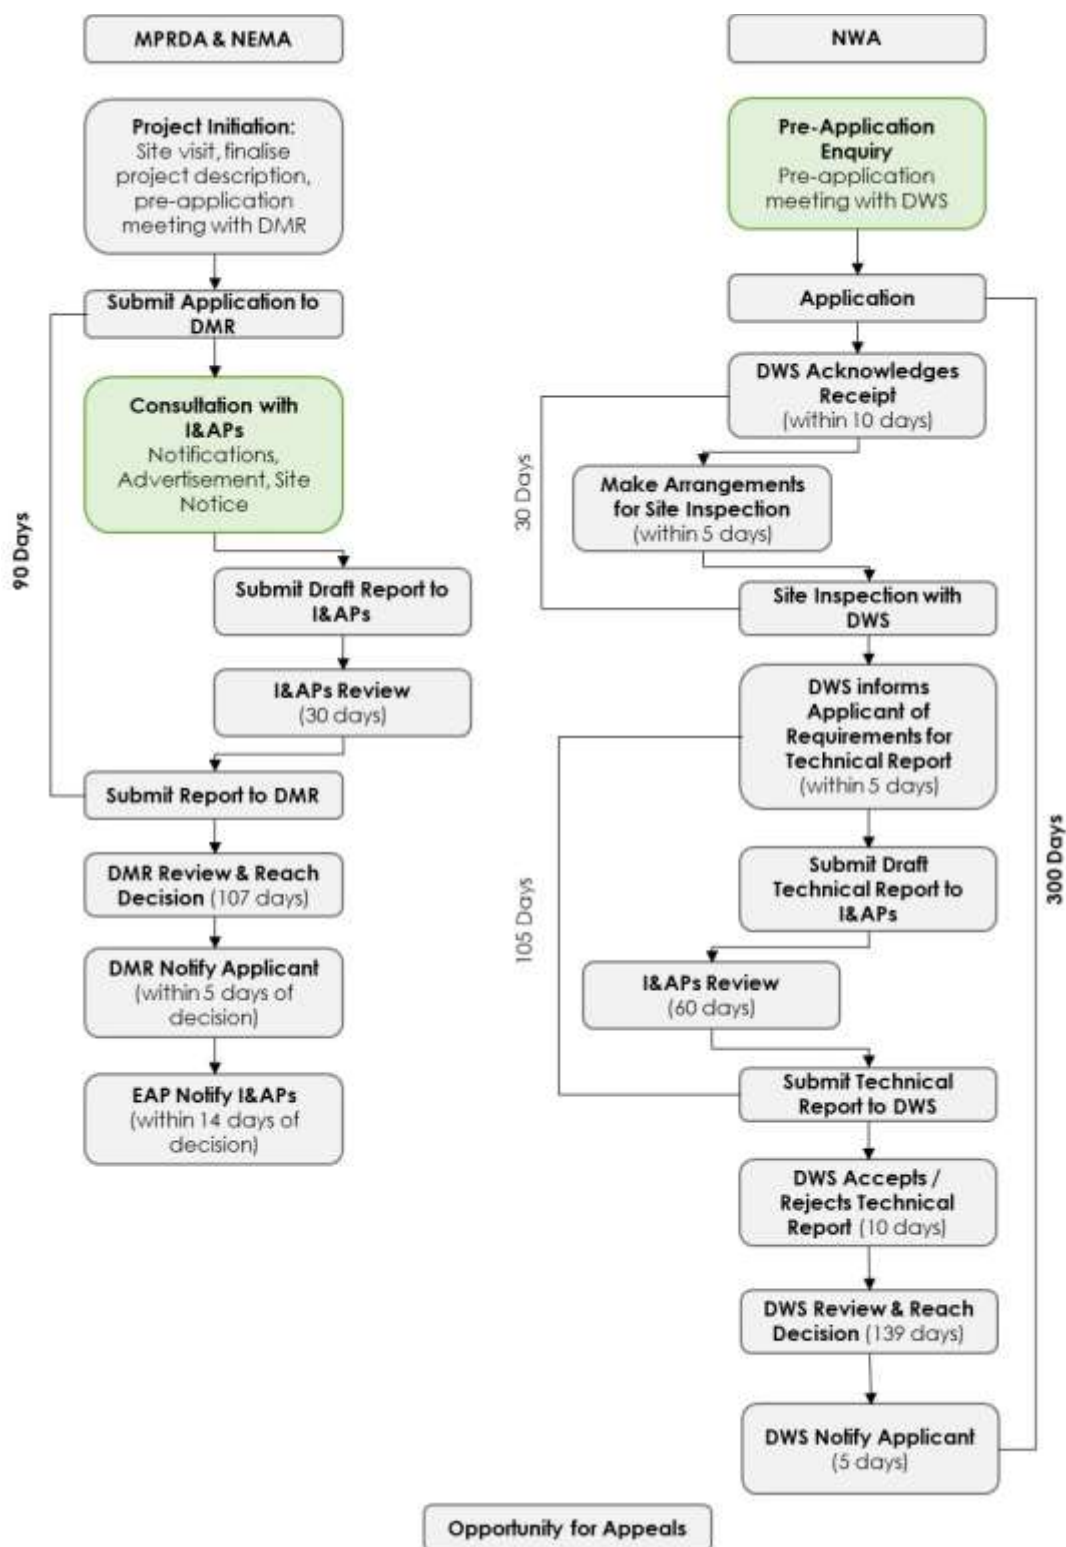 MPRDA & NEMA
Project Initiation:
Site visit, finalise
project description,
pre-application
meeting with DMR
Submit Application to
DMR
Consultation with
I&APs
Notifications,
Advertisement, Site
Notice
90 Days
Submit Draft Report to
I&APs
I&APs Review
(30 days)
Submit Report to DMR
DMR Review & Reach
Decision (107 days)
DMR Notify Applicant
(within 5 days of
decision)
EAP Notify I&APs
(within 14 days of
decision)
NWA
Pre-Application
Enquiry
Pre-application
meeting with DWS
Application
DWS Acknowledges
Receipt
(within 10 days)
30 Days
Make Arrangements
for Site Inspection
(within 5 days)
Site Inspection with
DWS
DWS informs
Applicant of
Requirements for
Technical Report
(within 5 days)
300 Days
Submit Draft
Technical Report to
I&APs
105 Days
I&APs Review
(60 days)
Submit Technical
Report to DWS
DWS Accepts /
Rejects Technical
Report (10 days)
DWS Review & Reach
Decision (139 days)
DWS Notify Applicant
(5 days)
Opportunity for Appeals